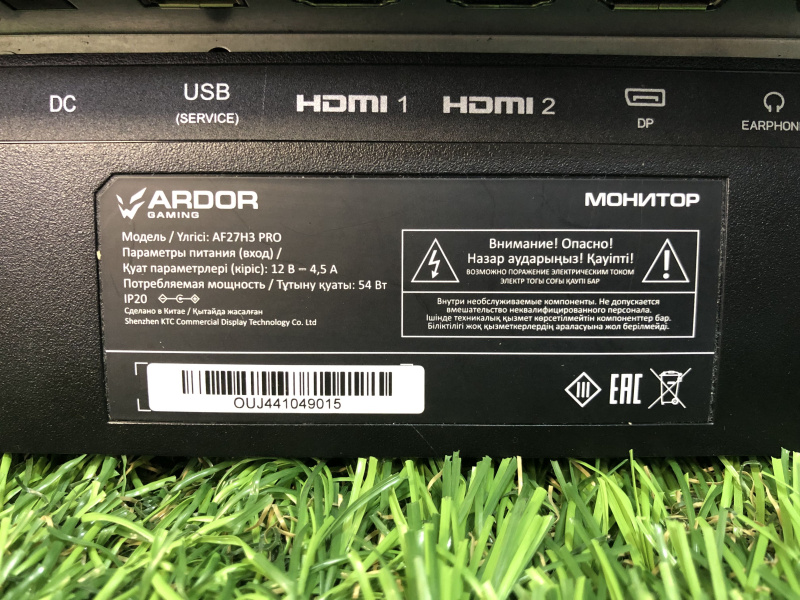 DC
USB
(SERVICE)
HDMI 1
HDMI 2
DP
EARPHON
ARDOR
GAMING
МОНИТОР
Модель / Үлгісі: AF27H3 PRO
Параметры питания (вход) /
Қуат параметрлері (кіріс): 12 В ⎓ 4,5 А
Потребляемая мощность / Тұтыну қуаты: 54 Вт
IP20
Сделано в Китае / Қытайда жасалған
Shenzhen KTC Commercial Display Technology Co. Ltd
Внимание! Опасно!
Назар аударыңыз! Қауіпті!
ВОЗМОЖНО ПОРАЖЕНИЕ ЭЛЕКТРИЧЕСКИМ ТОКОМ
ЭЛЕКТР ТОГЫ СОҒЫ ҚАУПІ БАР
Внутри необслуживаемые компоненты. Не допускается
вмешательство неквалифицированного персонала.
Ішінде техникалық қызмет көрсетілмейтін компоненттер бар.
Біліктілігі жоқ қызметкерлердің араласуына жол берілмейді.
OUJ441049015
EAC